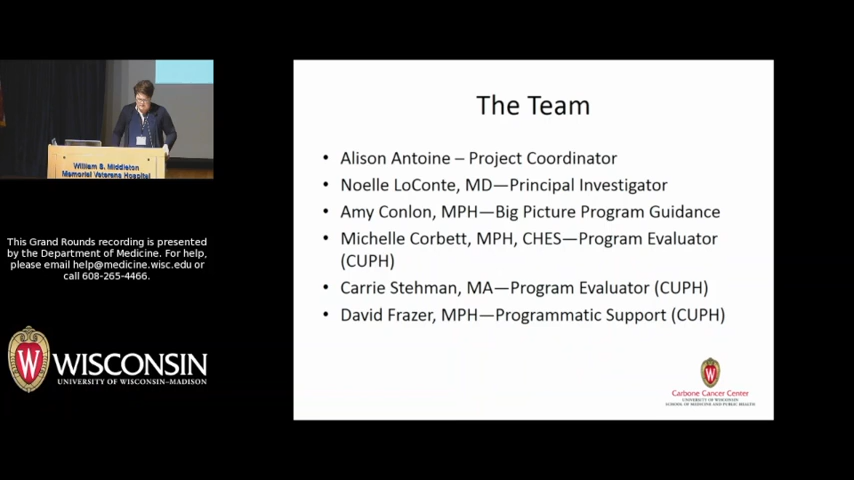 William S. Middleton
Memorial Veterans Hospital
This Grand Rounds recording is presented
by the Department of Medicine. For help,
please email help@medicine.wisc.edu or
call 608-265-4466.
W WISCONSIN
UNIVERSITY OF WISCONSIN–MADISON
The Team
• Alison Antoine – Project Coordinator
• Noelle LoConte, MD—Principal Investigator
• Amy Conlon, MPH—Big Picture Program Guidance
• Michelle Corbett, MPH, CHES—Program Evaluator
(CUPH)
• Carrie Stehman, MA—Program Evaluator (CUPH)
• David Frazer, MPH—Programmatic Support (CUPH)
W
Carbone Cancer Center
UNIVERSITY OF WISCONSIN
SCHOOL OF MEDICINE AND PUBLIC HEALTH